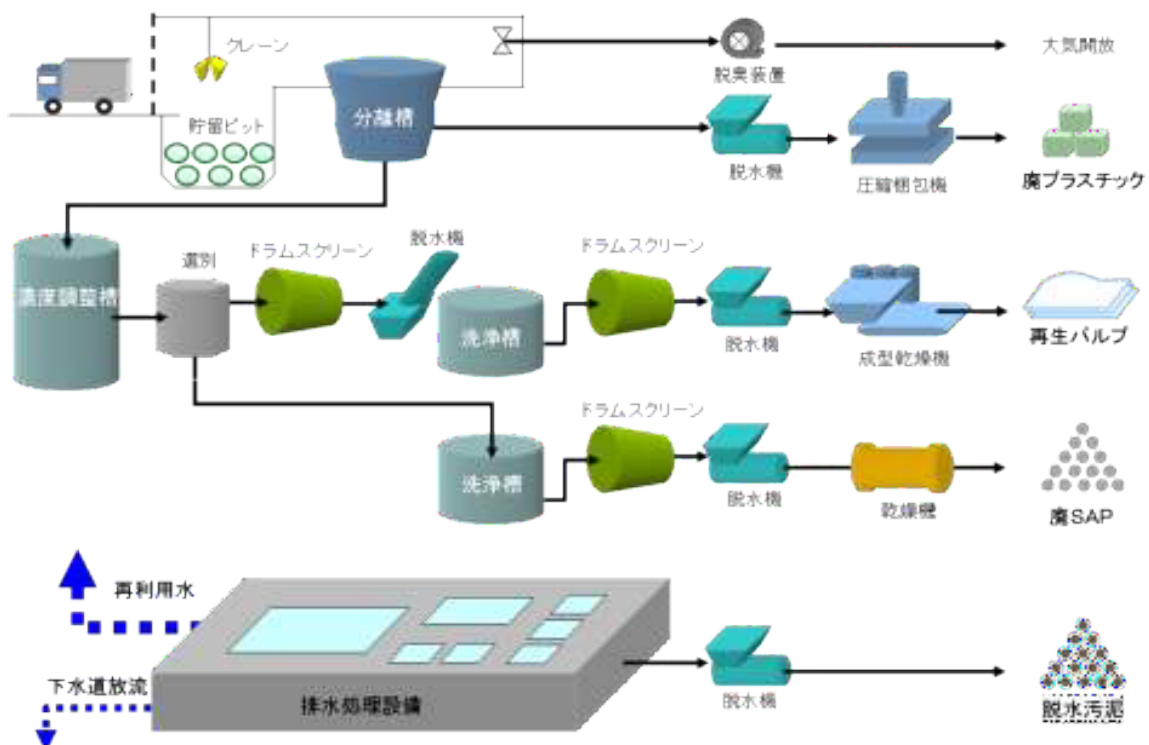 クレーン
脱臭装置
大気開放
貯留ピット
分離槽
脱水機
圧縮梱包機
廃プラスチック
濃度調整槽
選別
ドラムスクリーン
脱水機
洗浄槽
ドラムスクリーン
脱水機
成型乾燥機
再生パルプ
洗浄槽
ドラムスクリーン
脱水機
乾燥機
廃SAP
再利用水
下水道放流
排水処理設備
脱水機
脱水汚泥